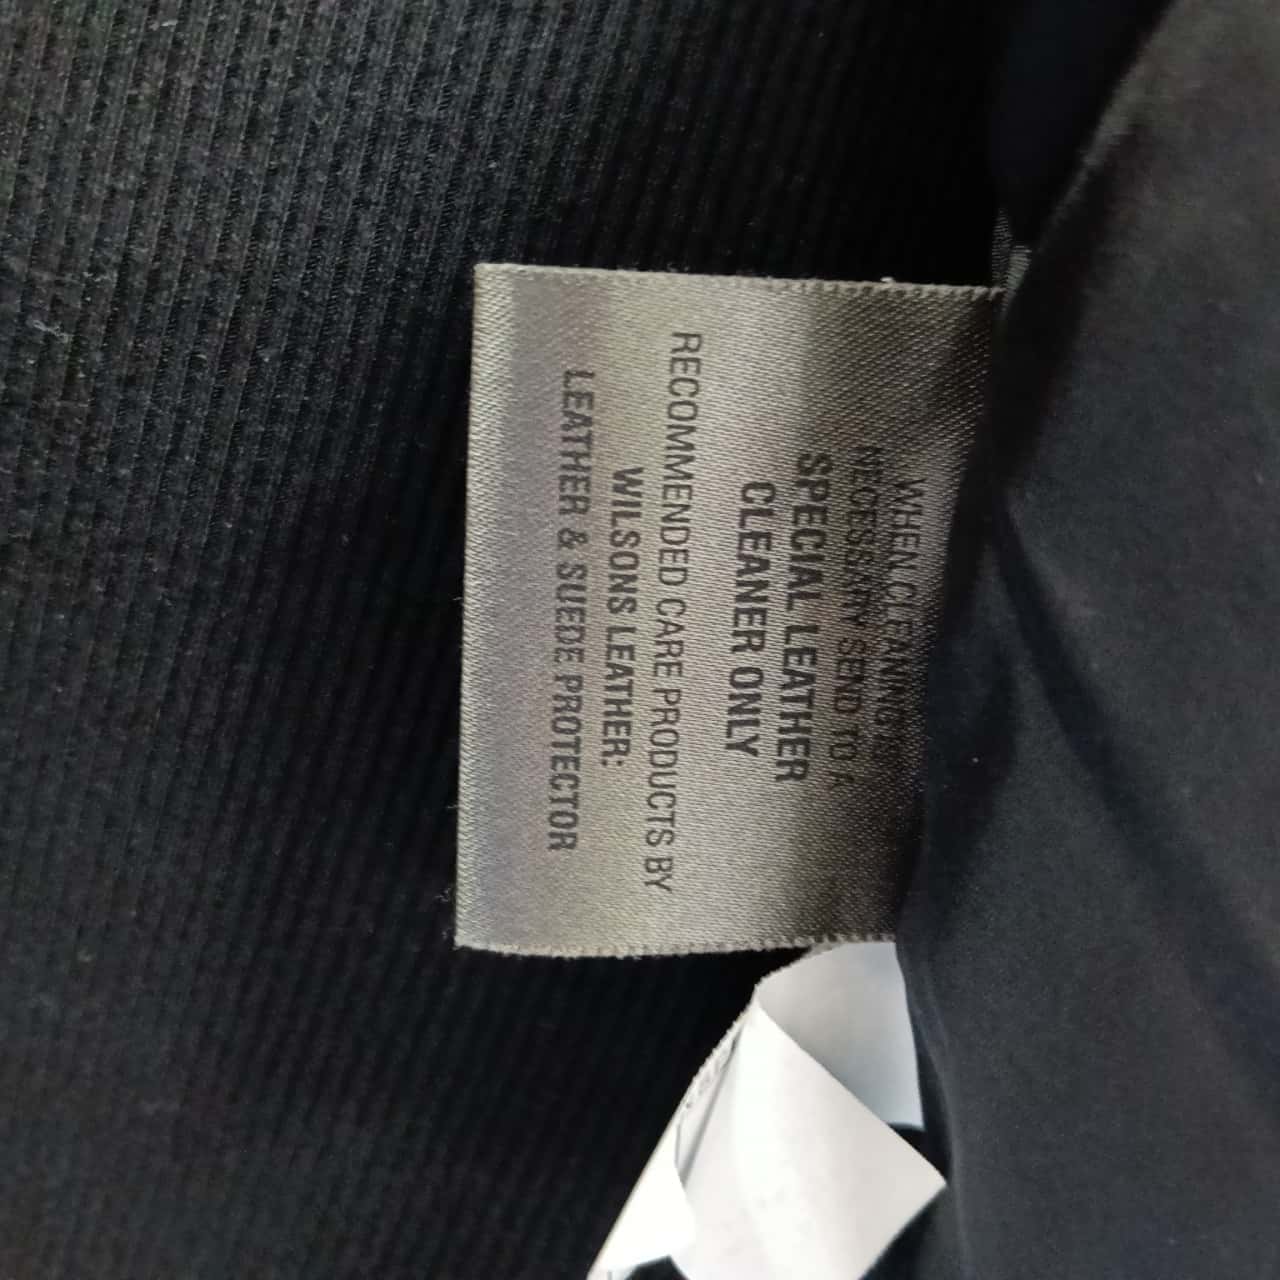 WHEN CLEANING IS
NECESSARY SEND TO A
SPECIAL LEATHER
CLEANER ONLY
RECOMMENDED CARE PRODUCTS BY
WILSONS LEATHER:
LEATHER & SUEDE PROTECTOR